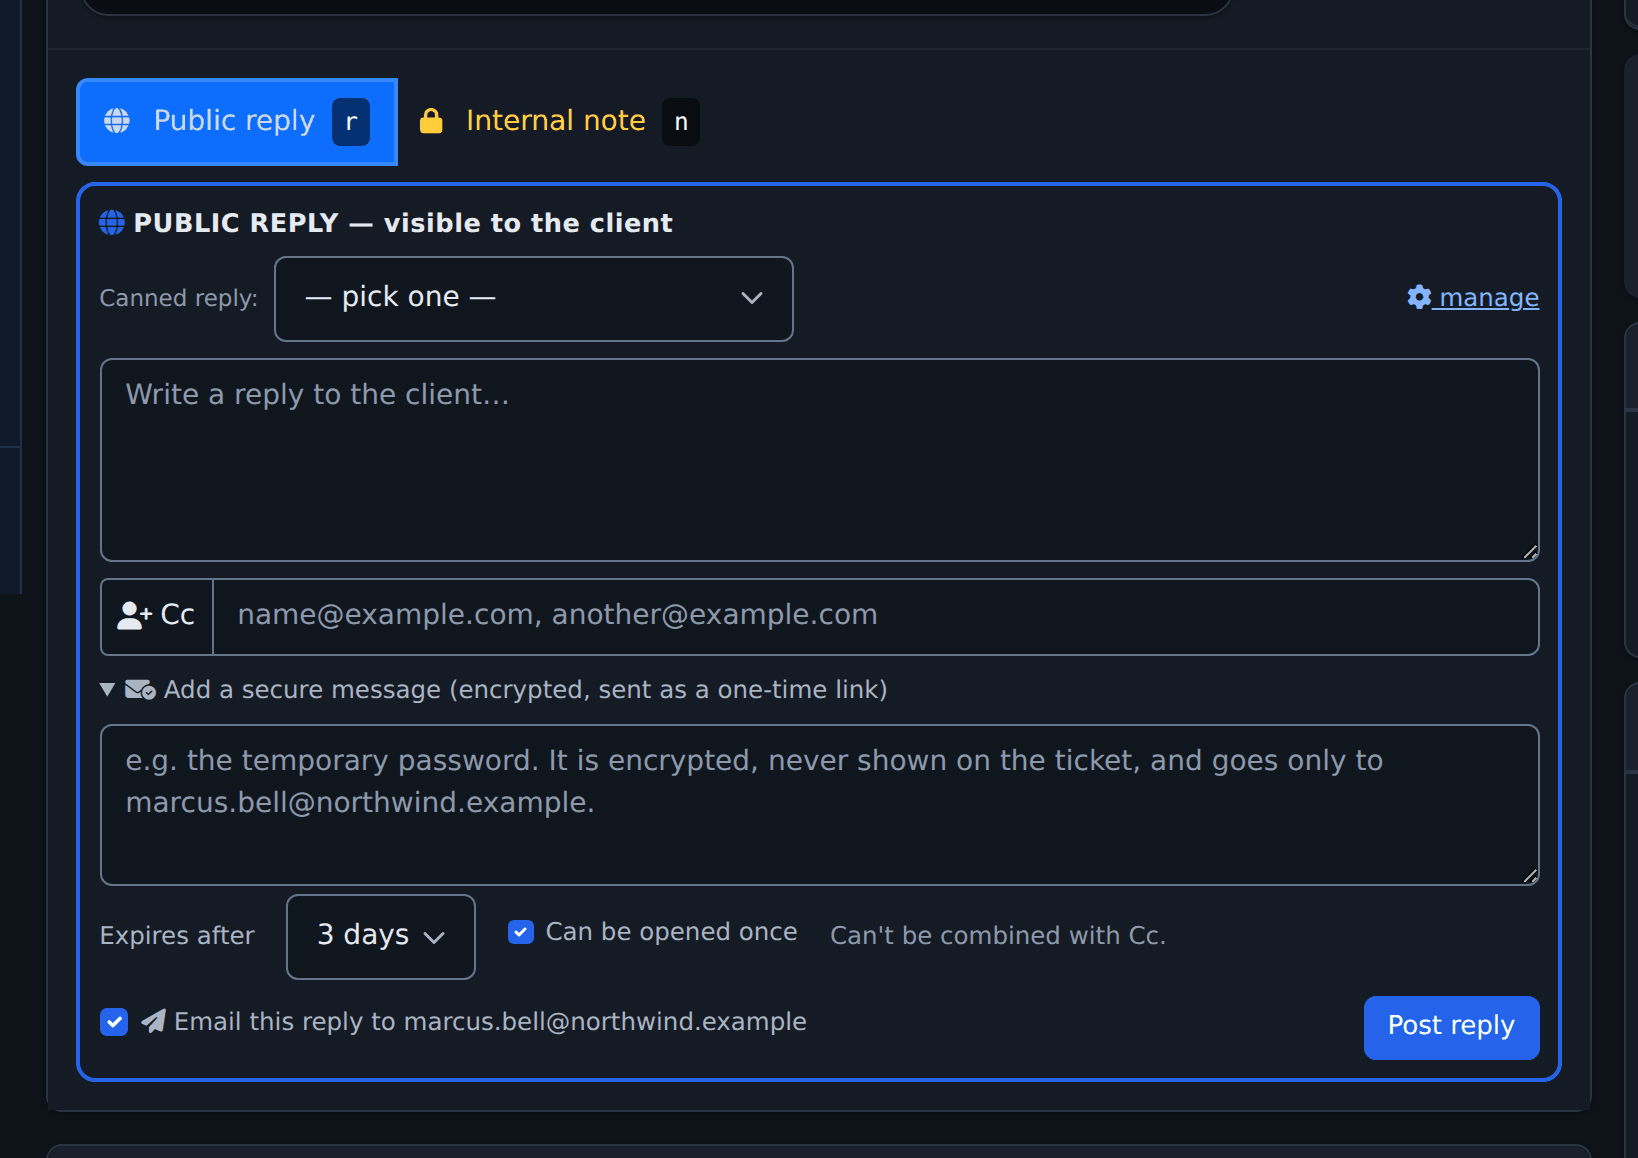 Public reply r
Internal note n
PUBLIC REPLY — visible to the client
Canned reply: — pick one —
manage
Write a reply to the client...
Cc name@example.com, another@example.com
Add a secure message (encrypted, sent as a one-time link)
e.g. the temporary password. It is encrypted, never shown on the ticket, and goes only to
marcus.bell@northwind.example.
Expires after 3 days Can be opened once Can't be combined with Cc.
Email this reply to marcus.bell@northwind.example
Post reply